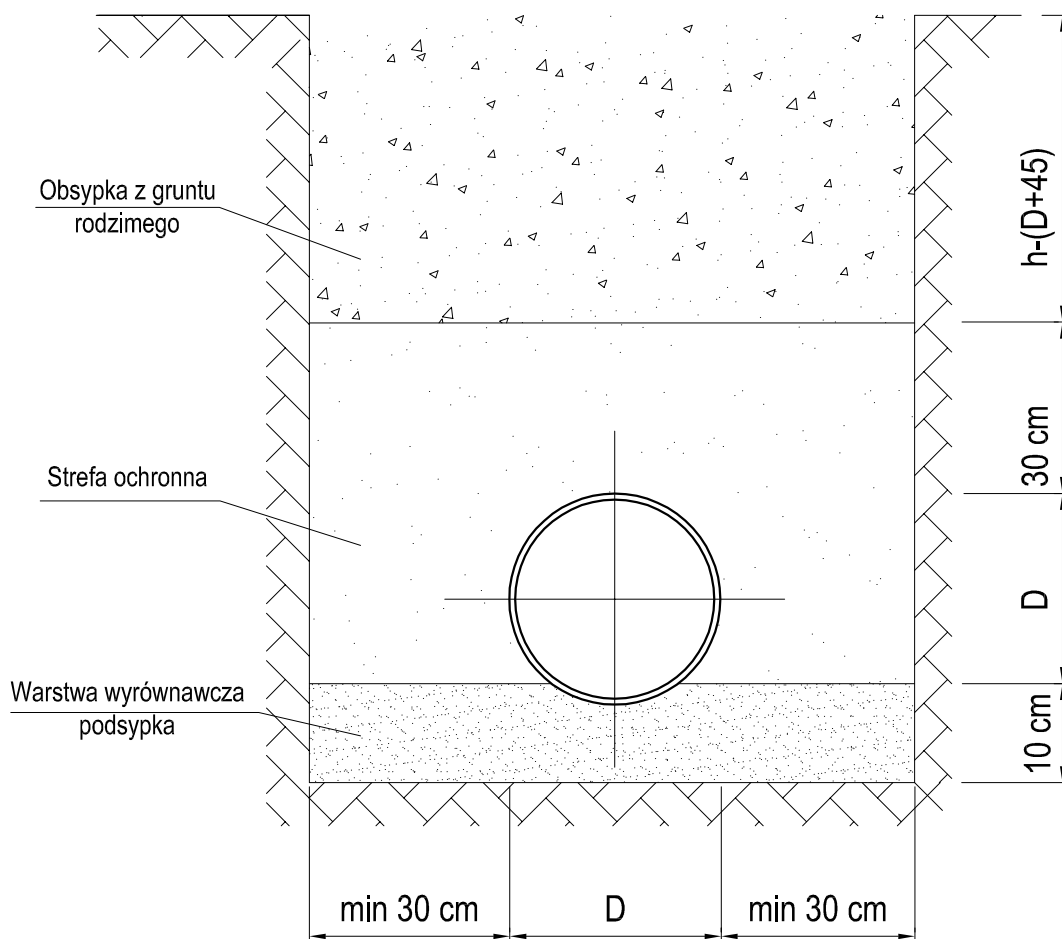 Obsypka z gruntu
rodzimego
Strefa ochronna
Warstwa wyrównawcza
podsypka
h-(D+45)
30 cm
D
10 cm
min 30 cm
D
min 30 cm